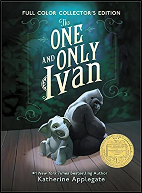 FULL COLOR COLLECTOR'S EDITION
The
ONE
AND ONLY
Ivan
#1 New York Times Bestselling Author
Katherine Applegate